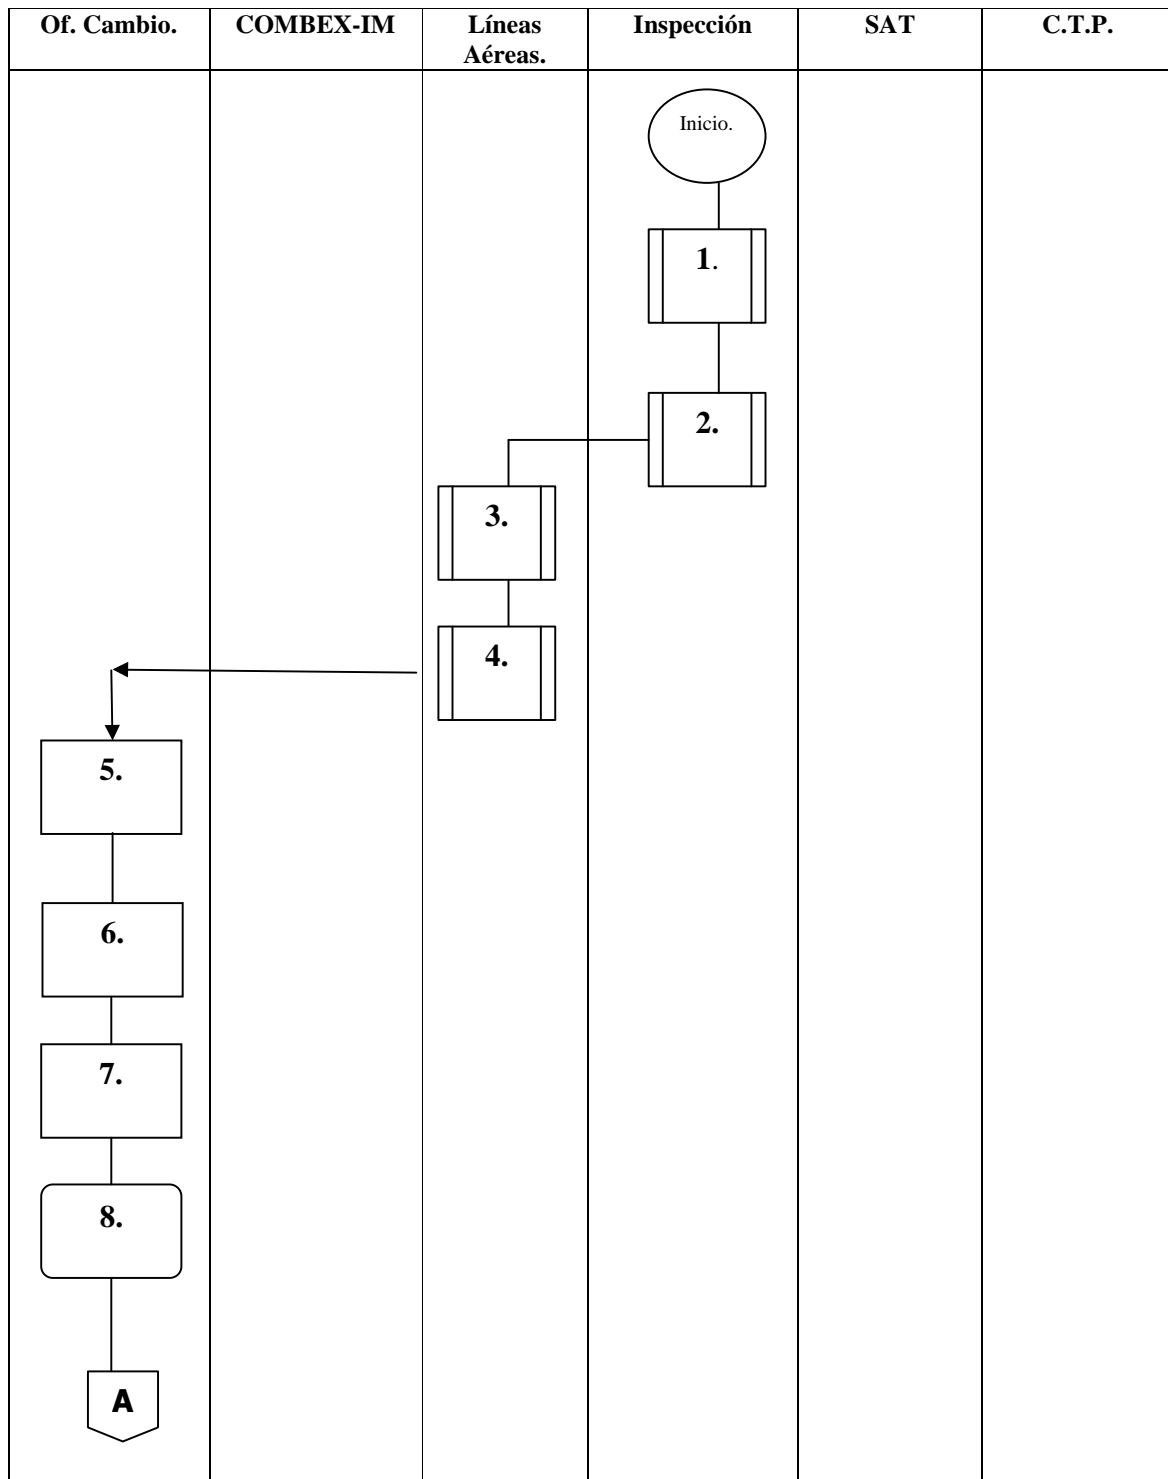 Of. Cambio.
COMBEX-IM
Líneas
Aéreas.
Inspección
SAT
C.T.P.
Inicio.
1.
2.
3.
4.
5.
6.
7.
8.
A